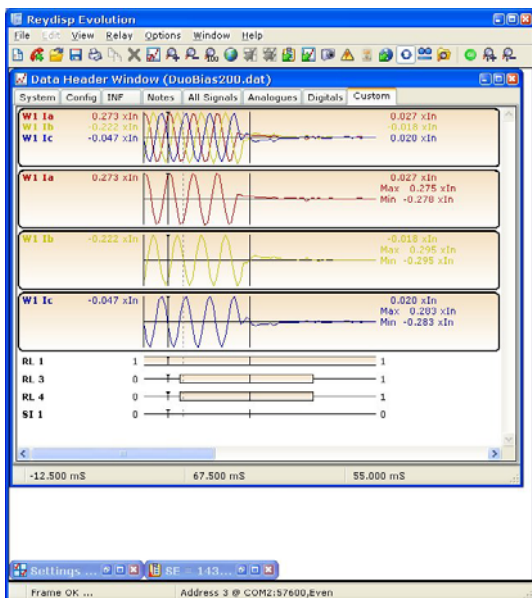 Reydisp Evolution
File Edit View Relay Options Window Help
Data Header Window (DuoBias200.dat)
System Config INF Notes All Signals Analogues Digitals Custom
W1 Ia 0.273 xIn 0.027 xIn
W1 Ib -0.222 xIn -0.018 xIn
W1 Ic -0.047 xIn 0.020 xIn
W1 Ia 0.273 xIn 0.027 xIn
Max 0.275 xIn
Min -0.278 xIn
W1 Ib -0.222 xIn -0.018 xIn
Max 0.295 xIn
Min -0.295 xIn
W1 Ic -0.047 xIn 0.020 xIn
Max 0.283 xIn
Min -0.283 xIn
RL 1 1 1
RL 3 0 1
RL 4 0 1
SI 1 0 0
-12.500 mS 67.500 mS 55.000 mS
Settings ... SE = 143...
Frame OK ... Address 3 @ COM2:57600,Even